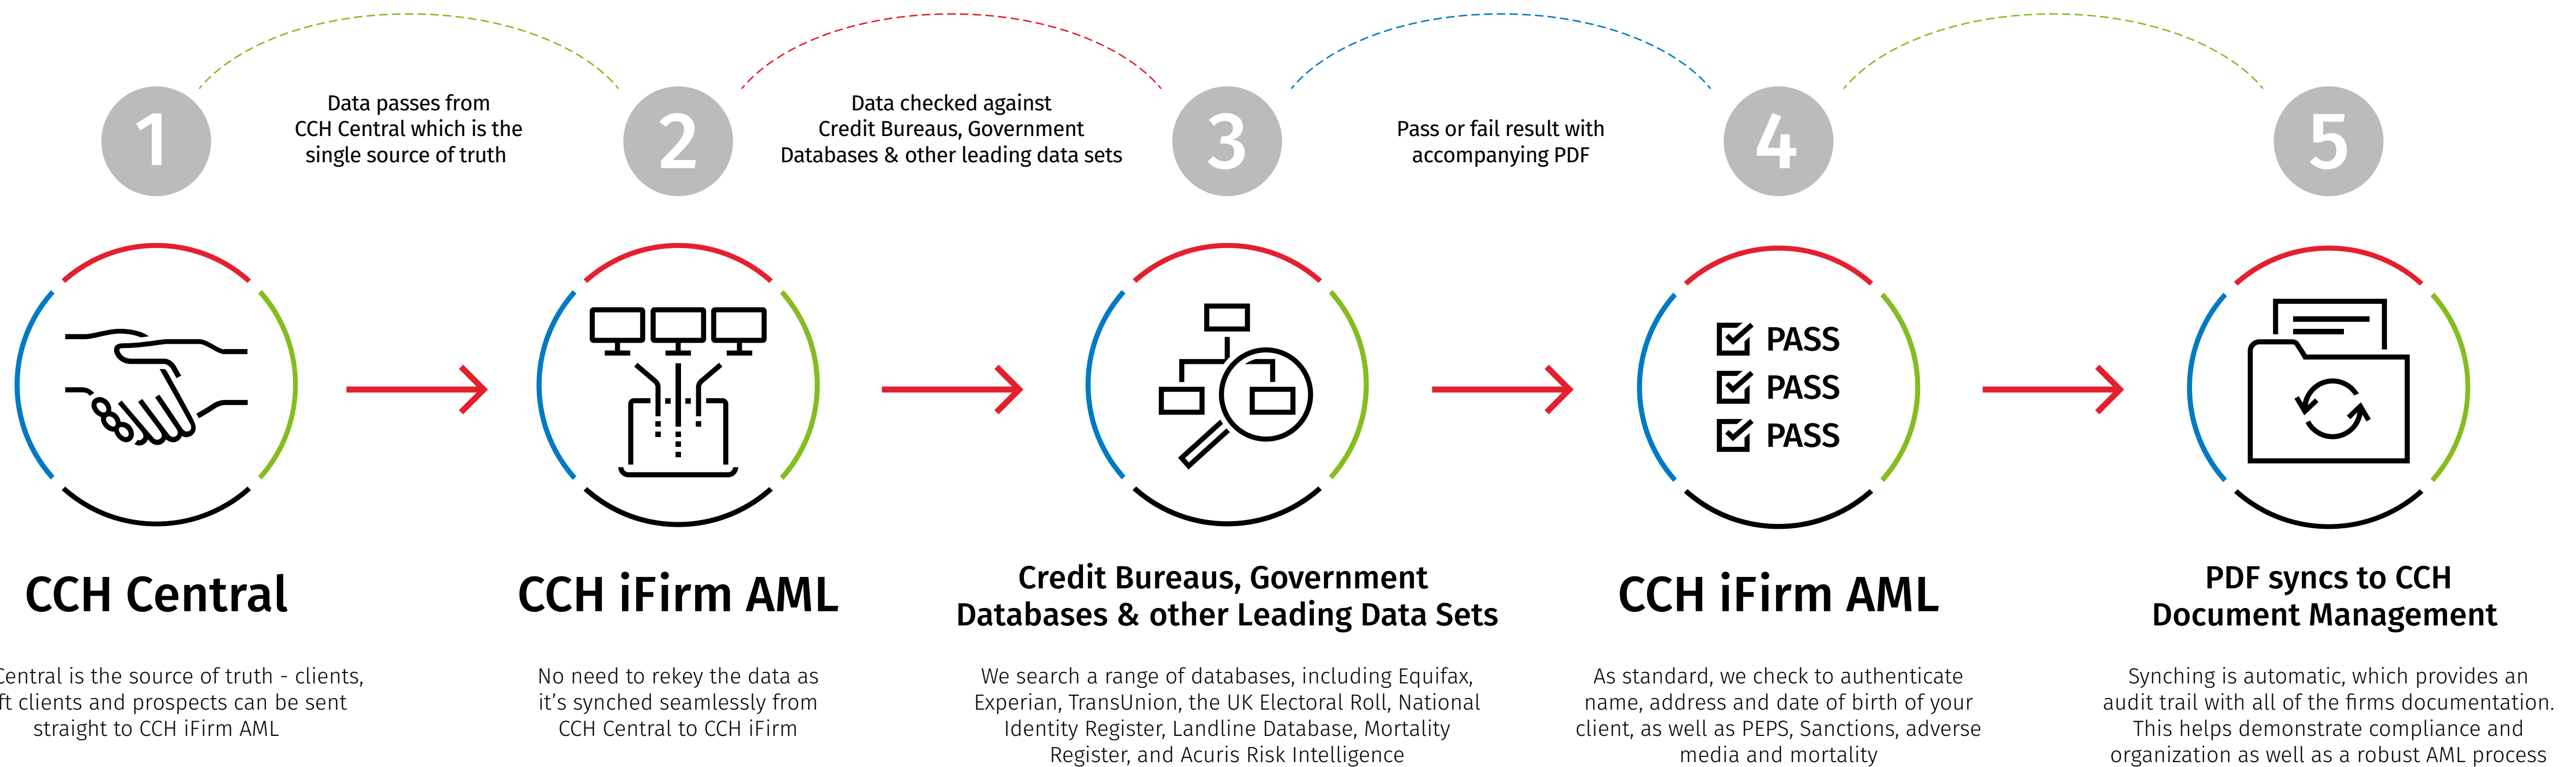 1
Data passes from
CCH Central which is the
single source of truth
2
Data checked against
Credit Bureaus, Government
Databases & other leading data sets
3
Pass or fail result with
accompanying PDF
4
5
PASS
PASS
PASS
CCH Central
Central is the source of truth - clients,
clients and prospects can be sent
straight to CCH iFirm AML
CCH iFirm AML
No need to rekey the data as
it's synched seamlessly from
CCH Central to CCH iFirm
Credit Bureaus, Government
Databases & other Leading Data Sets
We search a range of databases, including Equifax,
Experian, TransUnion, the UK Electoral Roll, National
Identity Register, Landline Database, Mortality
Register, and Acuris Risk Intelligence
CCH iFirm AML
As standard, we check to authenticate
name, address and date of birth of your
client, as well as PEPS, Sanctions, adverse
media and mortality
PDF syncs to CCH
Document Management
Synching is automatic, which provides an
audit trail with all of the firms documentation.
This helps demonstrate compliance and
organization as well as a robust AML process